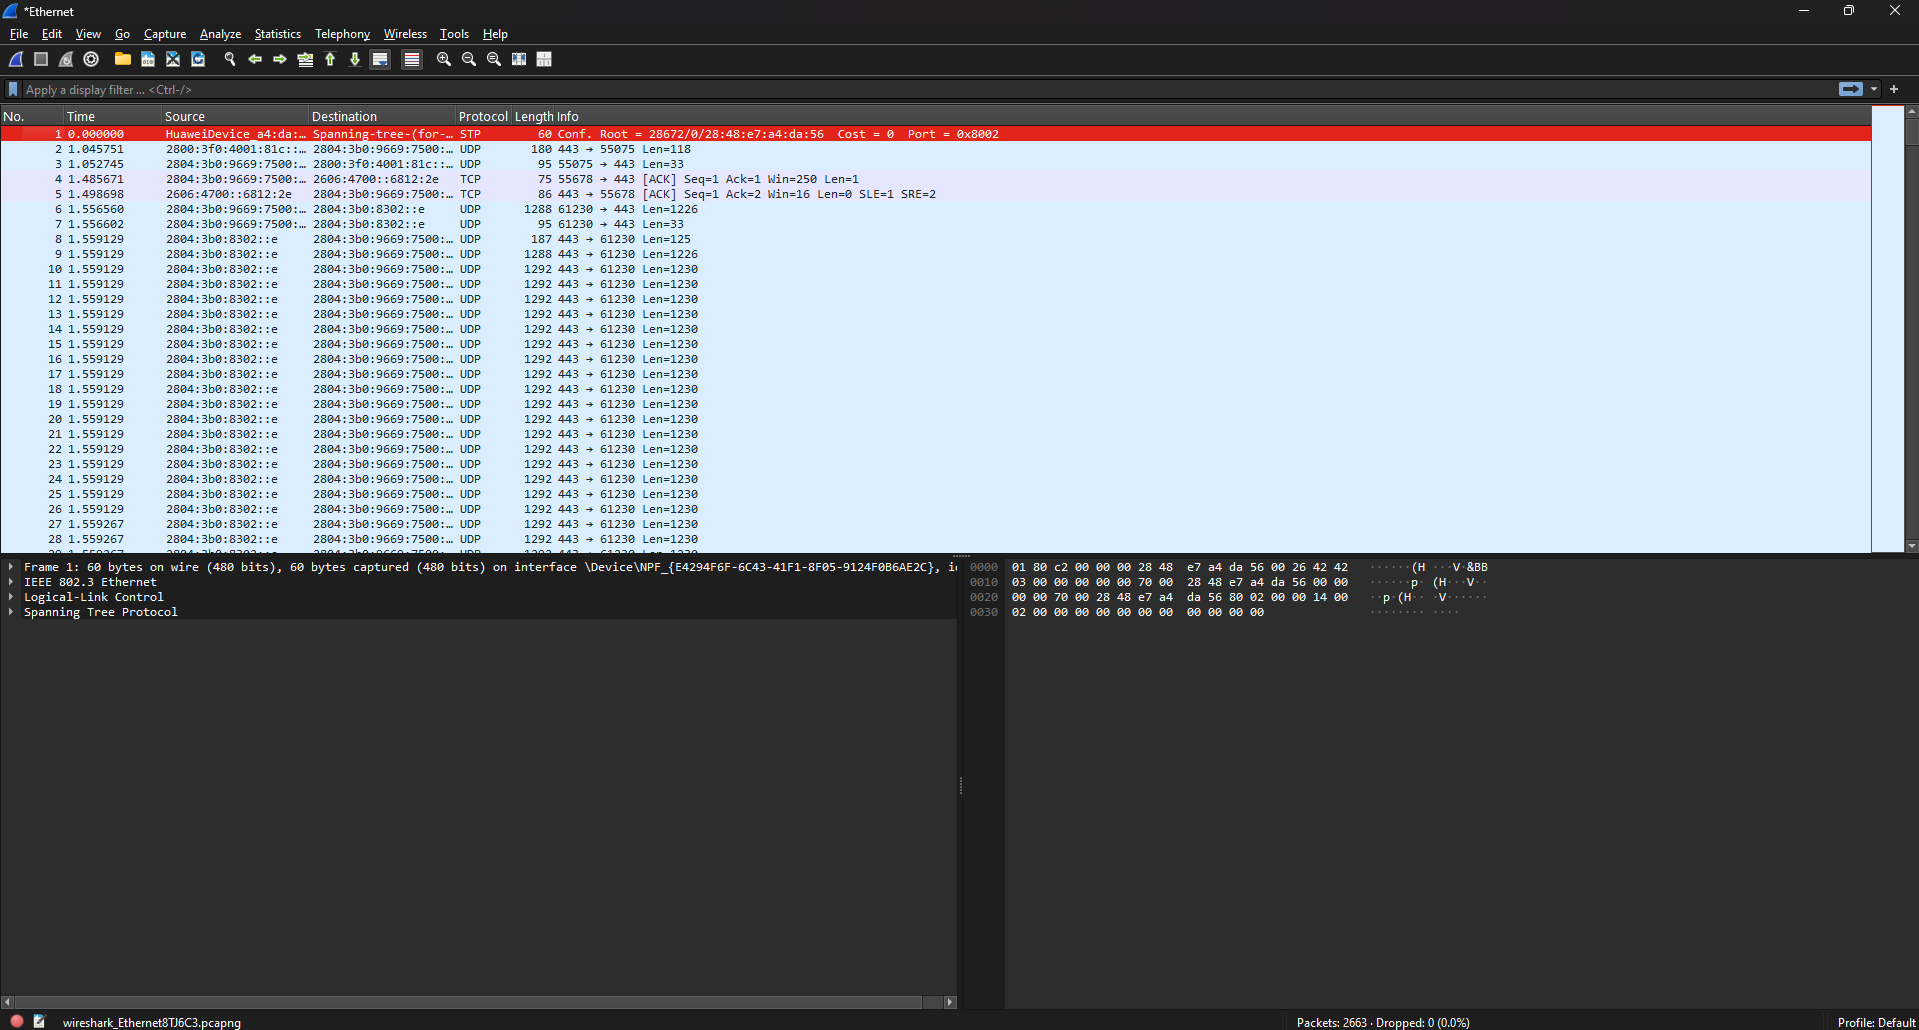 *Ethernet
File Edit View Go Capture Analyze Statistics Telephony Wireless Tools Help
Apply a display filter ... <Ctrl-/>
No. Time Source Destination Protocol Length Info
1 0.000000 HuaweiDevice_a4:da:… Spanning-tree-(for-… STP 60 Conf. Root = 28672/0/28:48:e7:a4:da:56 Cost = 0 Port = 0x8002
2 1.045751 2800:3f0:4001:81c::… 2804:3b0:9669:7500:… UDP 180 443 → 55075 Len=118
3 1.052745 2804:3b0:9669:7500:… 2800:3f0:4001:81c::… UDP 95 55075 → 443 Len=33
4 1.485671 2804:3b0:9669:7500:… 2606:4700::6812:2e TCP 75 55678 → 443 [ACK] Seq=1 Ack=1 Win=250 Len=1
5 1.498698 2606:4700::6812:2e 2804:3b0:9669:7500:… TCP 86 443 → 55678 [ACK] Seq=1 Ack=2 Win=16 Len=0 SLE=1 SRE=2
6 1.556560 2804:3b0:9669:7500:… 2804:3b0:8302::e UDP 1288 61230 → 443 Len=1226
7 1.556602 2804:3b0:9669:7500:… 2804:3b0:8302::e UDP 95 61230 → 443 Len=33
8 1.559129 2804:3b0:8302::e 2804:3b0:9669:7500:… UDP 187 443 → 61230 Len=125
9 1.559129 2804:3b0:8302::e 2804:3b0:9669:7500:… UDP 1288 443 → 61230 Len=1226
10 1.559129 2804:3b0:8302::e 2804:3b0:9669:7500:… UDP 1292 443 → 61230 Len=1230
11 1.559129 2804:3b0:8302::e 2804:3b0:9669:7500:… UDP 1292 443 → 61230 Len=1230
12 1.559129 2804:3b0:8302::e 2804:3b0:9669:7500:… UDP 1292 443 → 61230 Len=1230
13 1.559129 2804:3b0:8302::e 2804:3b0:9669:7500:… UDP 1292 443 → 61230 Len=1230
14 1.559129 2804:3b0:8302::e 2804:3b0:9669:7500:… UDP 1292 443 → 61230 Len=1230
15 1.559129 2804:3b0:8302::e 2804:3b0:9669:7500:… UDP 1292 443 → 61230 Len=1230
16 1.559129 2804:3b0:8302::e 2804:3b0:9669:7500:… UDP 1292 443 → 61230 Len=1230
17 1.559129 2804:3b0:8302::e 2804:3b0:9669:7500:… UDP 1292 443 → 61230 Len=1230
18 1.559129 2804:3b0:8302::e 2804:3b0:9669:7500:… UDP 1292 443 → 61230 Len=1230
19 1.559129 2804:3b0:8302::e 2804:3b0:9669:7500:… UDP 1292 443 → 61230 Len=1230
20 1.559129 2804:3b0:8302::e 2804:3b0:9669:7500:… UDP 1292 443 → 61230 Len=1230
21 1.559129 2804:3b0:8302::e 2804:3b0:9669:7500:… UDP 1292 443 → 61230 Len=1230
22 1.559129 2804:3b0:8302::e 2804:3b0:9669:7500:… UDP 1292 443 → 61230 Len=1230
23 1.559129 2804:3b0:8302::e 2804:3b0:9669:7500:… UDP 1292 443 → 61230 Len=1230
24 1.559129 2804:3b0:8302::e 2804:3b0:9669:7500:… UDP 1292 443 → 61230 Len=1230
25 1.559129 2804:3b0:8302::e 2804:3b0:9669:7500:… UDP 1292 443 → 61230 Len=1230
26 1.559129 2804:3b0:8302::e 2804:3b0:9669:7500:… UDP 1292 443 → 61230 Len=1230
27 1.559267 2804:3b0:8302::e 2804:3b0:9669:7500:… UDP 1292 443 → 61230 Len=1230
28 1.559267 2804:3b0:8302::e 2804:3b0:9669:7500:… UDP 1292 443 → 61230 Len=1230
Frame 1: 60 bytes on wire (480 bits), 60 bytes captured (480 bits) on interface \Device\NPF_{E4294F6F-6C43-41F1-8F05-9124F0B6AE2C},
IEEE 802.3 Ethernet
Logical-Link Control
Spanning Tree Protocol
0000 01 80 c2 00 00 00 28 48 e7 a4 da 56 00 26 42 42 ······(H ···V·&BB
0010 03 00 00 00 00 00 70 00 28 48 e7 a4 da 56 00 00 ······p· (H···V··
0020 00 00 70 00 28 48 e7 a4 da 56 80 02 00 00 14 00 ··p·(H·· ·V······
0030 02 00 00 00 00 00 00 00 00 00 00 00 ········ ····
wireshark_Ethernet8TJ6C3.pcapng
Packets: 2663 · Dropped: 0 (0.0%)
Profile: Default